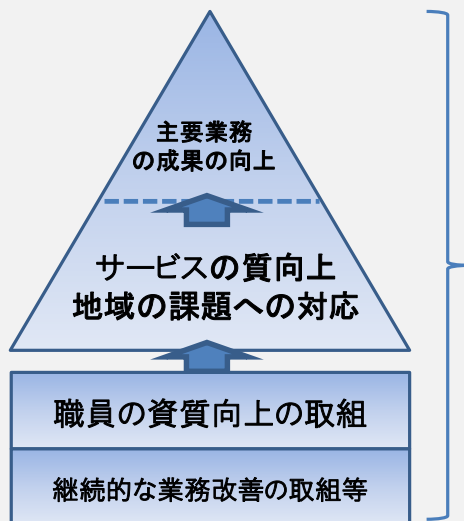 主要業務
の成果の向上
サービスの質向上
地域の課題への対応
職員の資質向上の取組
継続的な業務改善の取組等